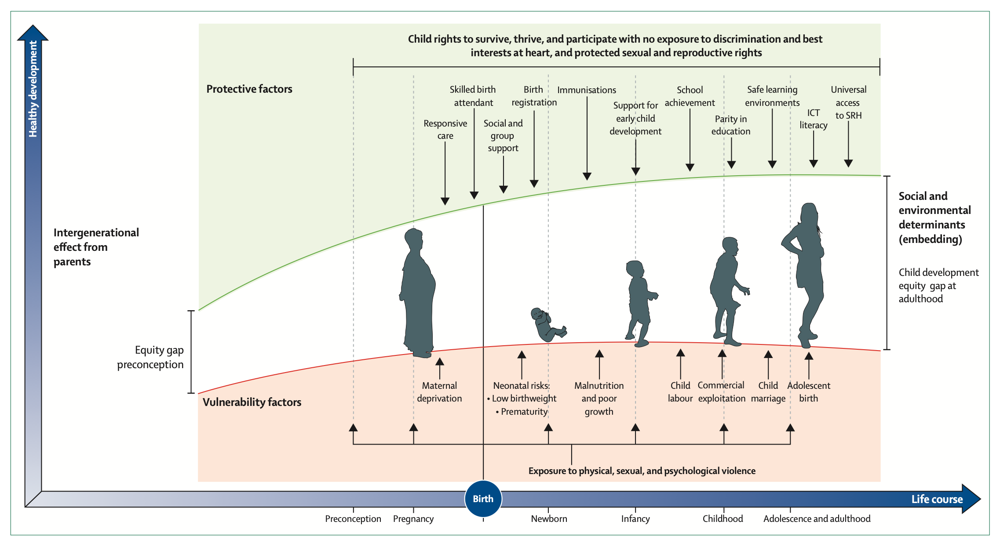 Healthy development
Child rights to survive, thrive, and participate with no exposure to discrimination and best
interests at heart, and protected sexual and reproductive rights
Protective factors
Responsive
care
Skilled birth
attendant
Social and
group
support
Birth
registration
Immunisations
Support for
early child
development
School
achievement
Parity in
education
Safe learning
environments
ICT
literacy
Universal
access
to SRH
Intergenerational
effect from
parents
Social and
environmental
determinants
(embedding)
Child development
equity gap at
adulthood
Equity gap
preconception
Vulnerability factors
Maternal
deprivation
Neonatal risks:
• Low birthweight
• Prematurity
Malnutrition
and poor
growth
Child
labour
Commercial
exploitation
Child
marriage
Adolescent
birth
Exposure to physical, sexual, and psychological violence
Birth
Life course
Preconception
Pregnancy
Newborn
Infancy
Childhood
Adolescence and adulthood